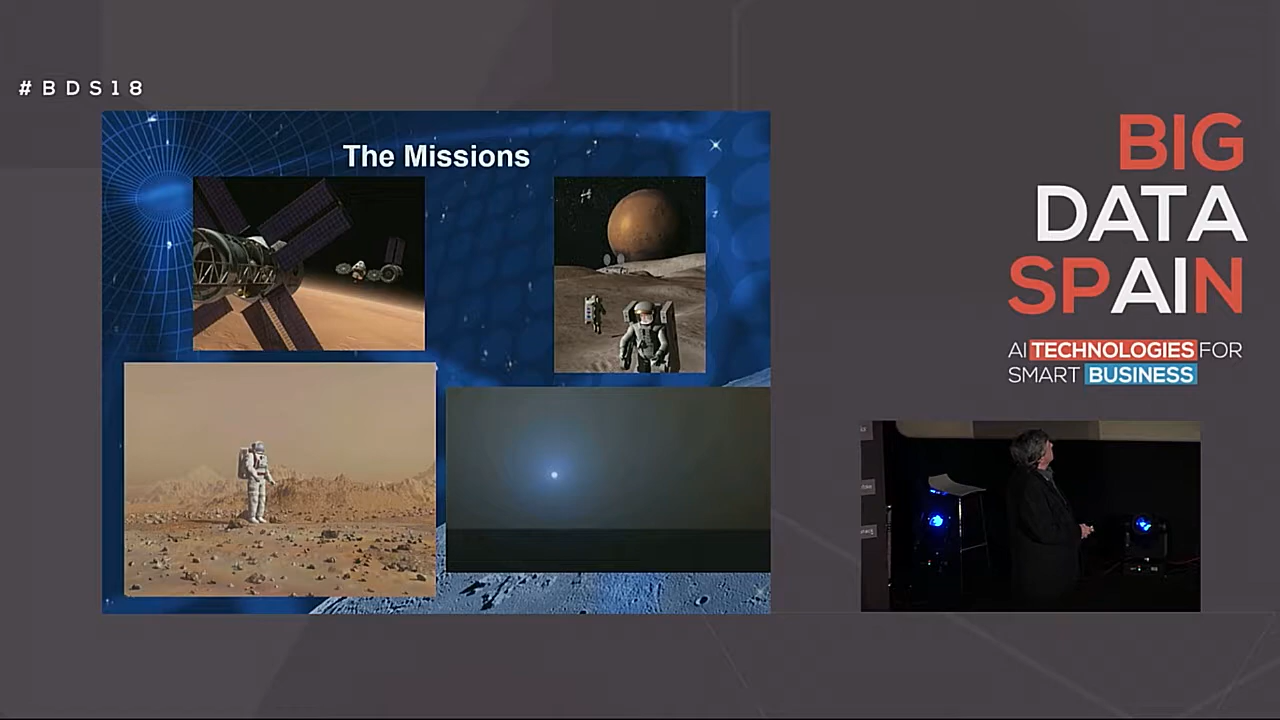 #BDS18
The Missions
BIG
DATA
SPAIN
AI TECHNOLOGIES FOR
SMART BUSINESS